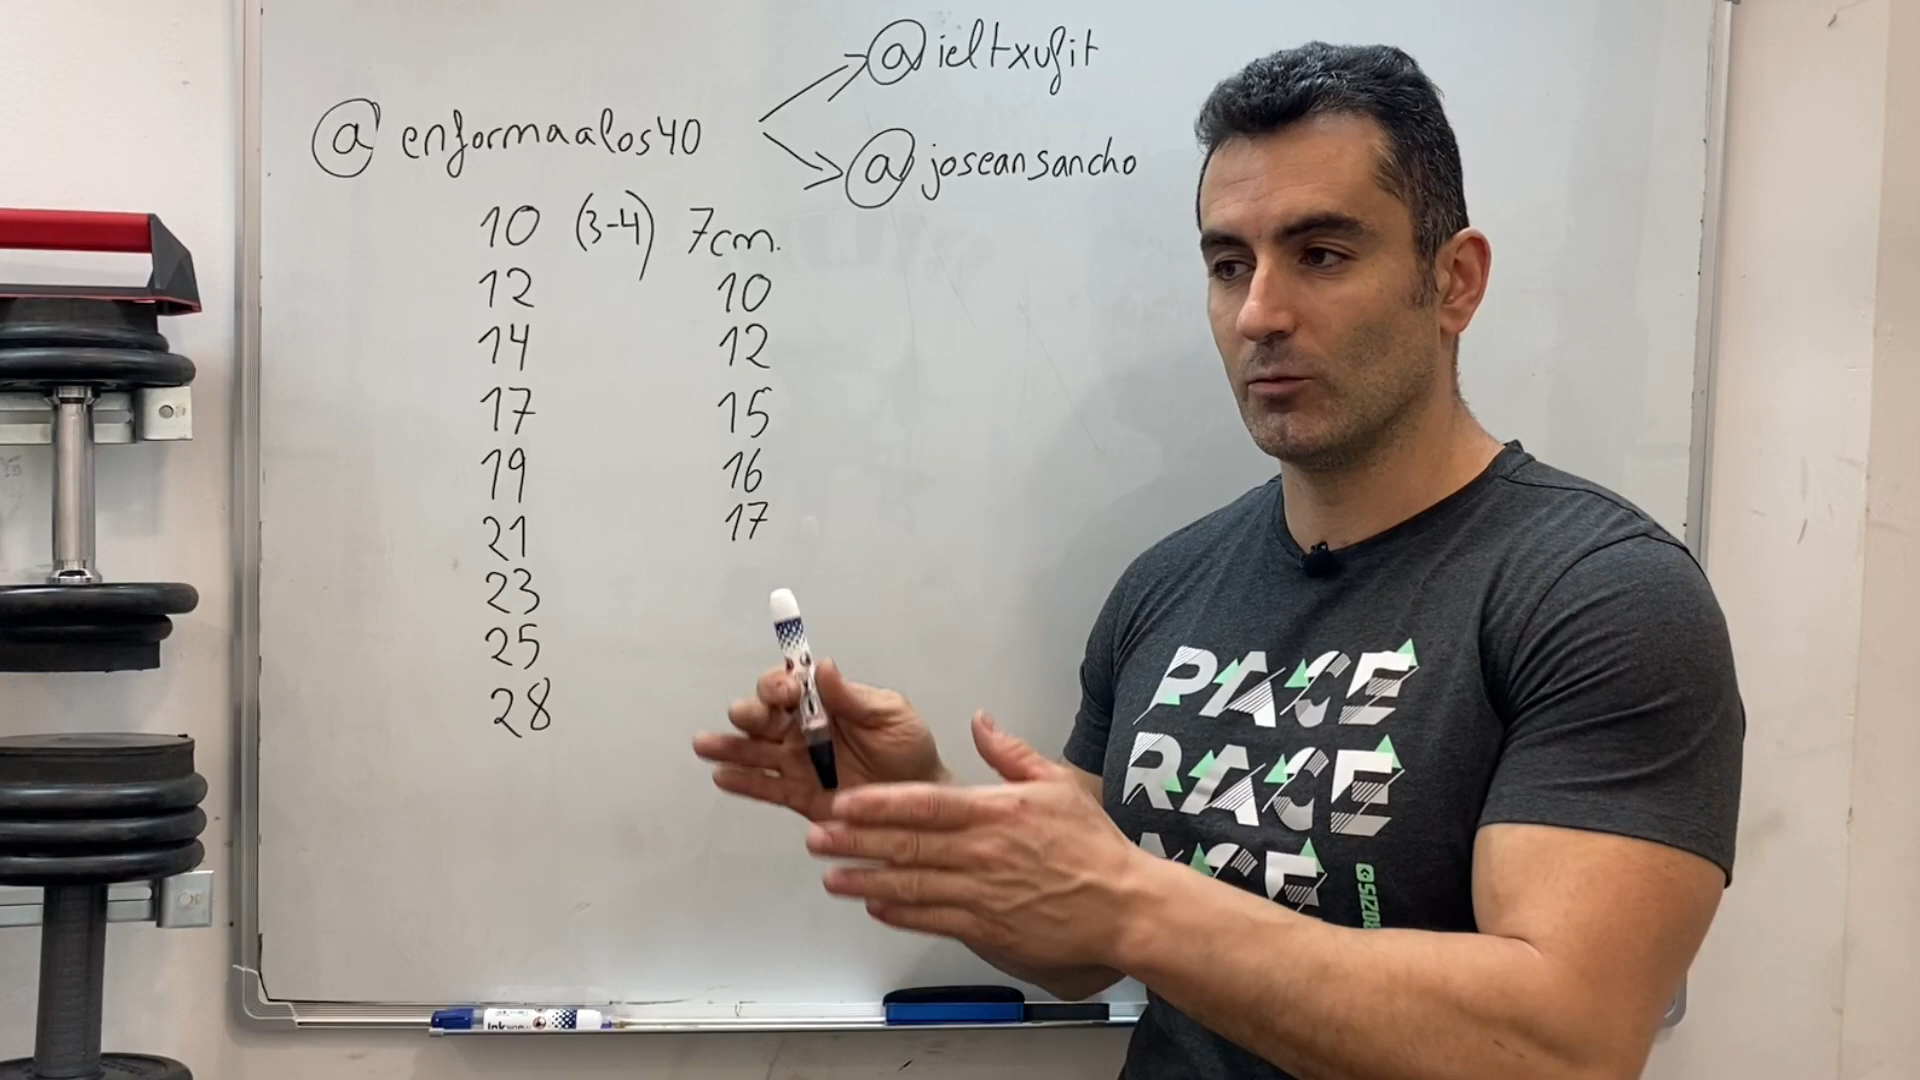 @ieltxufit
@enformaalos40
@joseansancho
10 (3-4) 7cm.
12 10
14 12
17 15
19 16
21 17
23
25
28
PACE
RACE